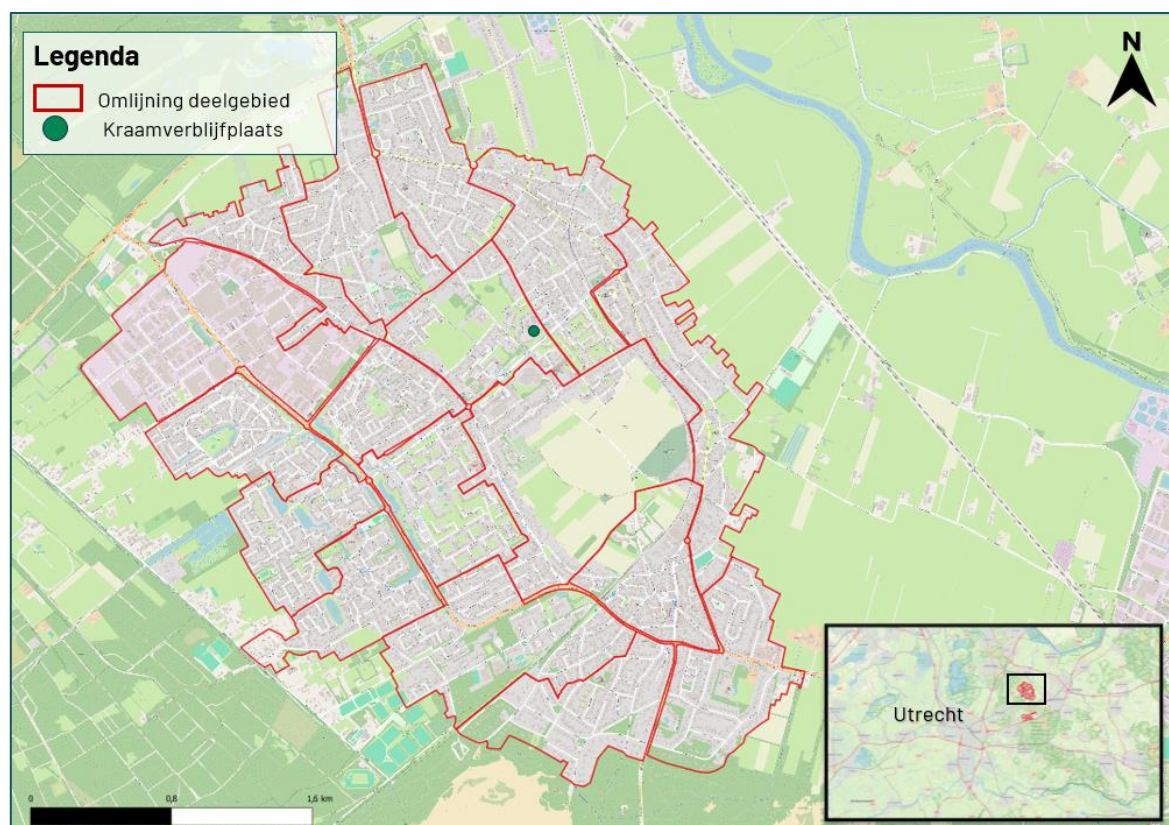 Legenda
Omlijning deelgebied
Kraamverblijfplaats
N
Utrecht
0
0,8
1,6 km